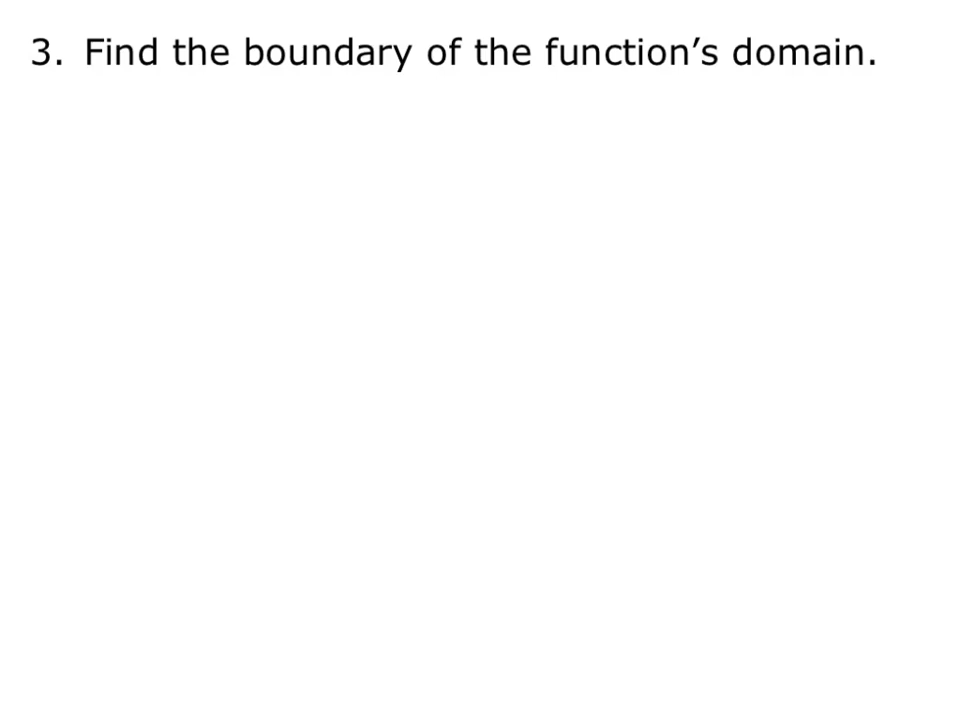 3. Find the boundary of the function’s domain.